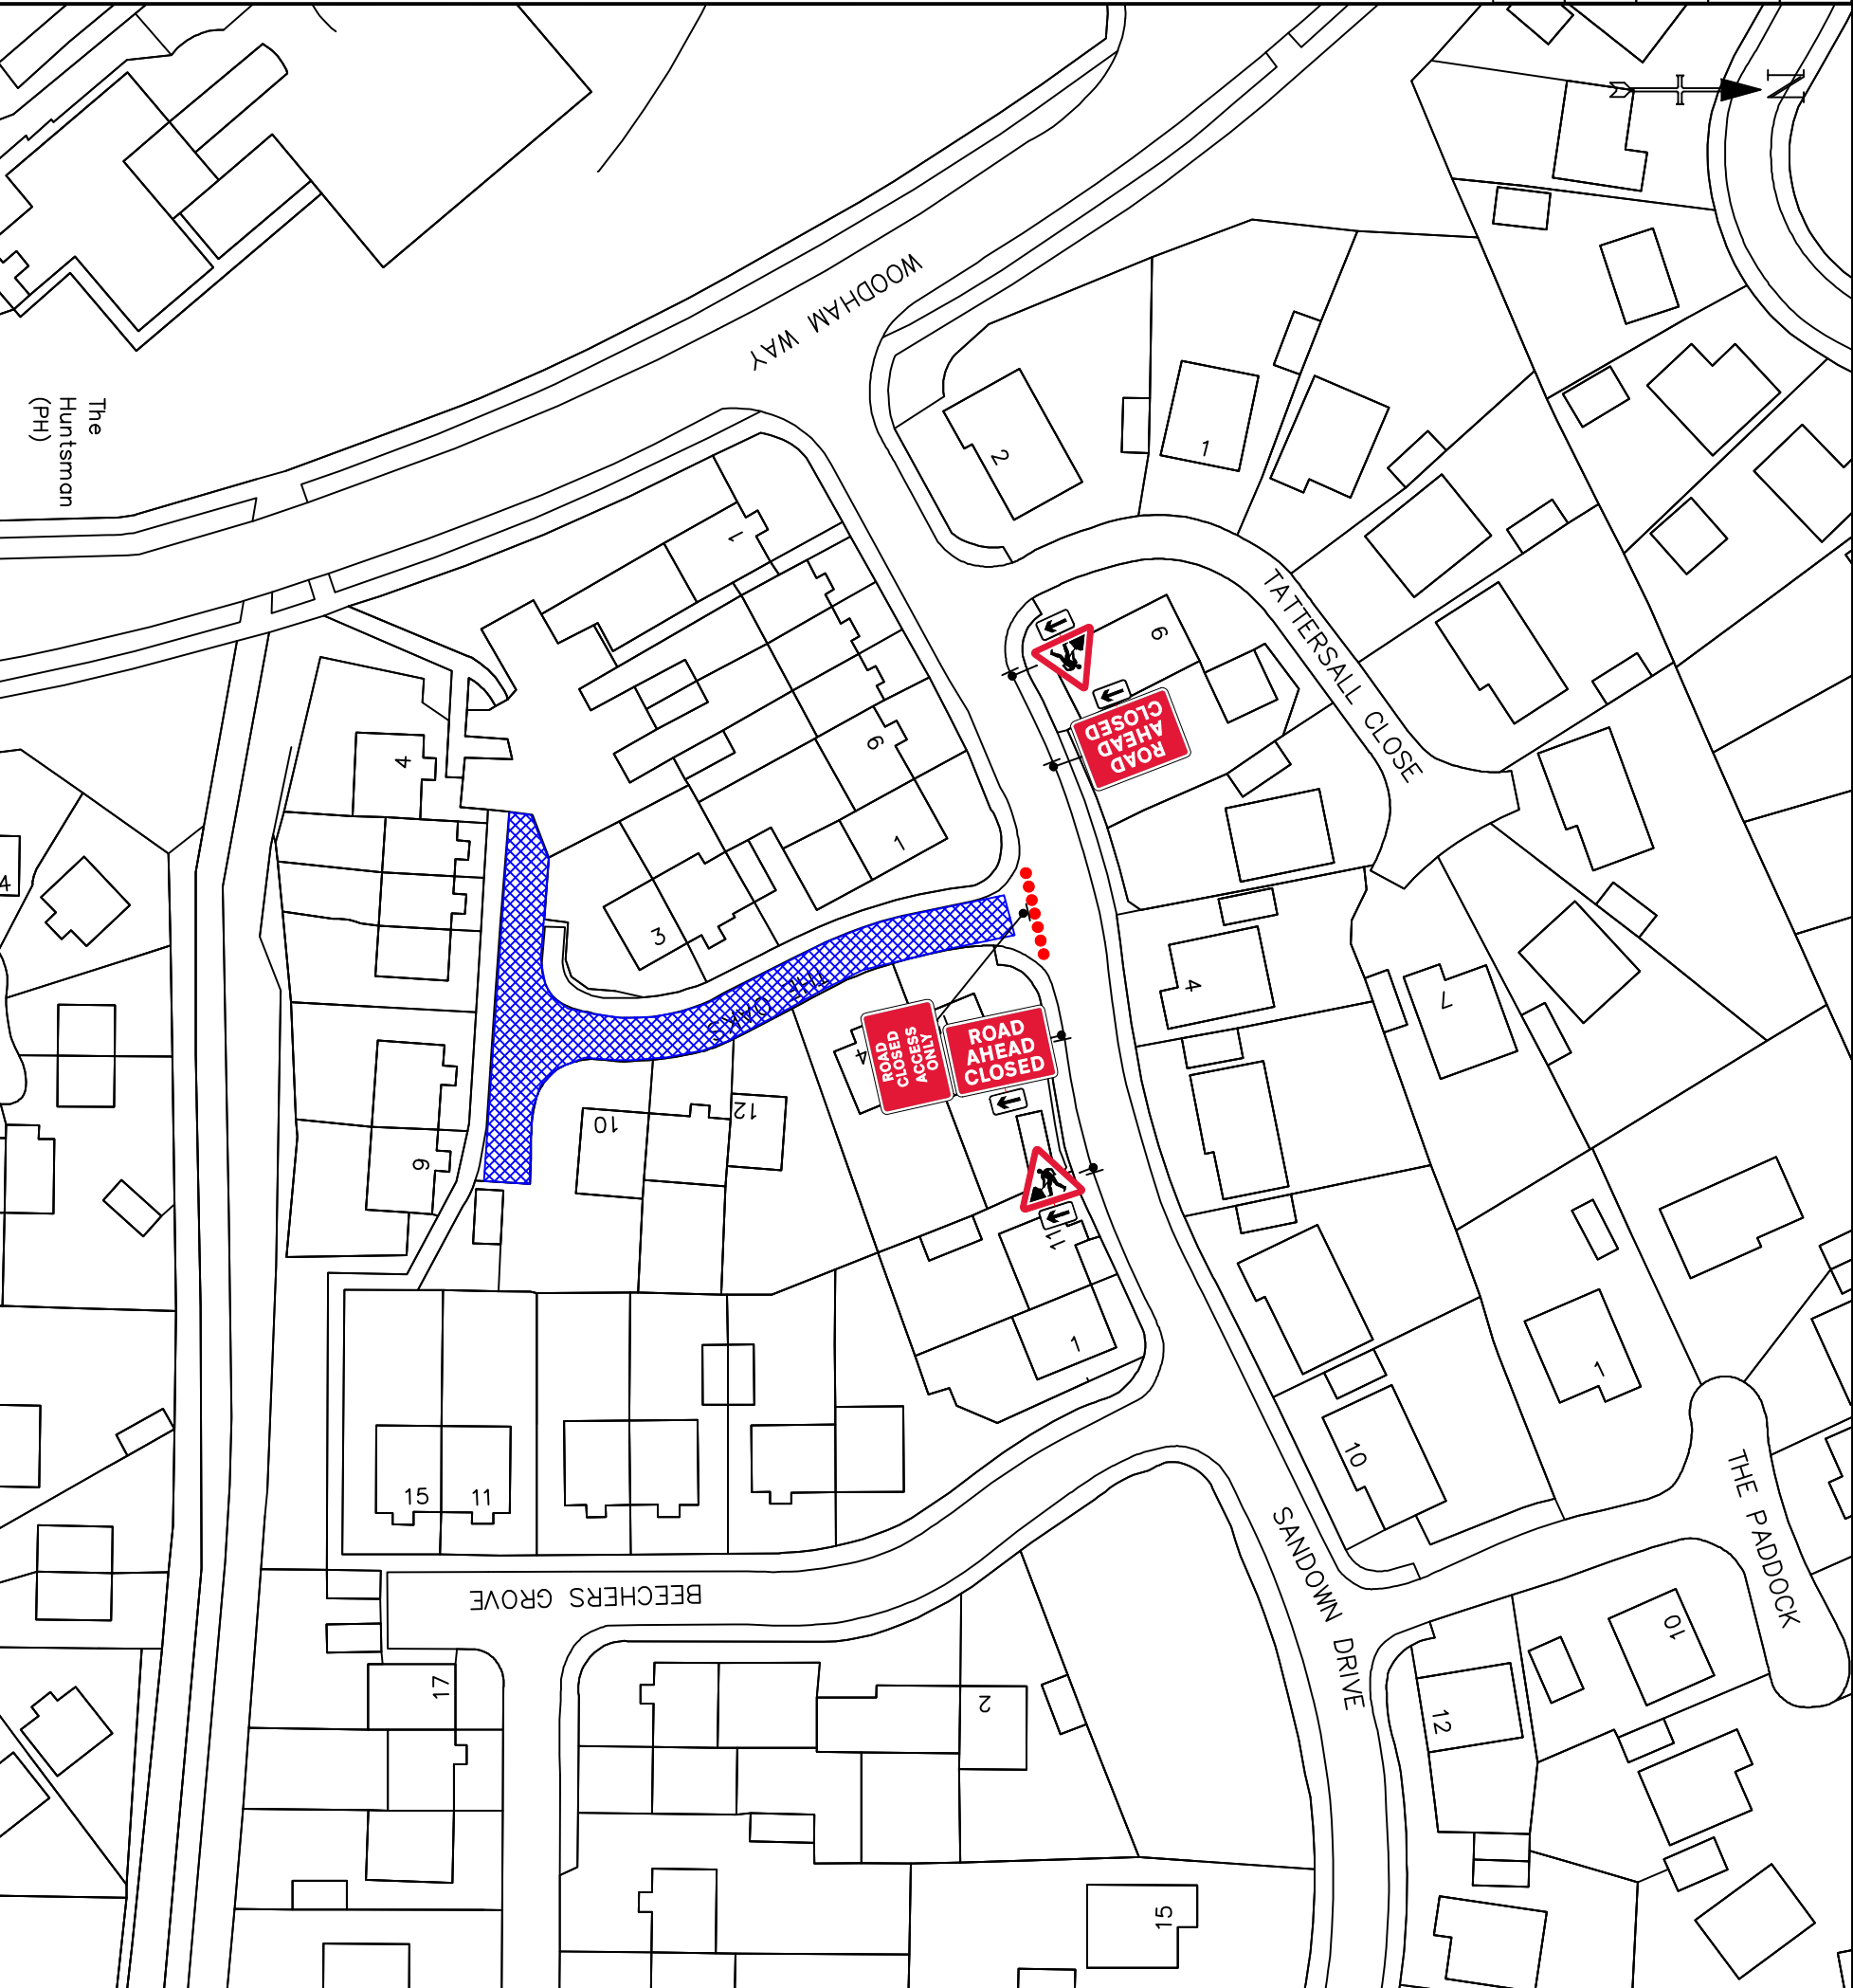 N
WOODHAM WAY
The
Huntsman
(PH)
2
1
1
TATTERSALL CLOSE
6
ROAD
AHEAD
CLOSED
6
4
1
4
3
4
7
THE OAKS
4
ROAD
CLOSED
ACCESS
ONLY
ROAD
AHEAD
CLOSED
10
12
9
11
1
1
10
15
11
SANDOWN DRIVE
THE PADDOCK
BEECHERS GROVE
10
17
2
12
15